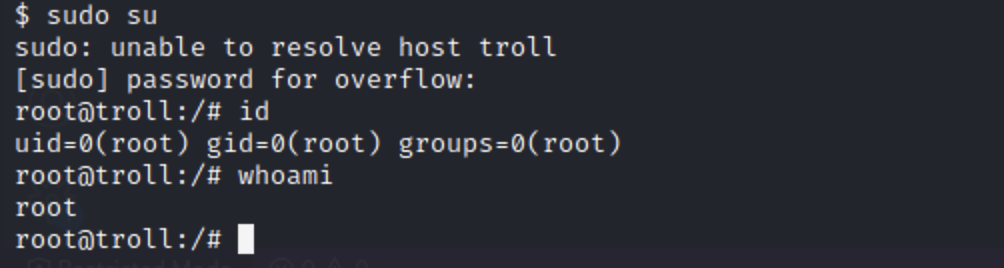 $ sudo su
sudo: unable to resolve host troll
[sudo] password for overflow:
root@troll:/# id
uid=0(root) gid=0(root) groups=0(root)
root@troll:/# whoami
root
root@troll:/#